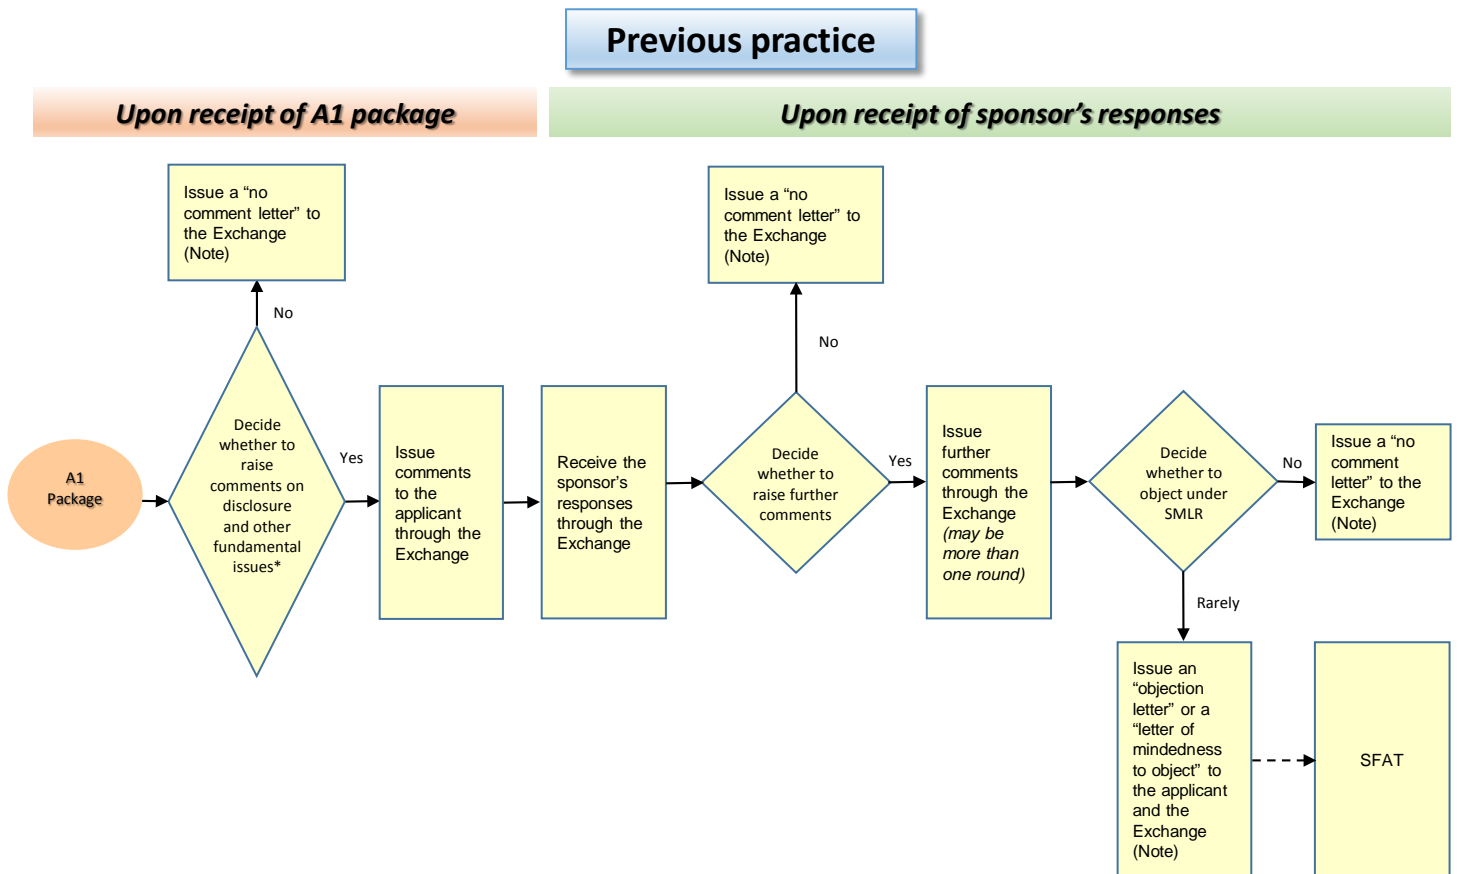 Previous practice
Upon receipt of A1 package
Upon receipt of sponsor's responses
Issue a “no
comment letter” to
the Exchange
(Note)
No
Decide
whether to
raise
comments on
disclosure
and other
fundamental
issues*
A1
Package
Yes
Issue
comments
to the
applicant
through the
Exchange
Receive the
sponsor’s
responses
through the
Exchange
Issue a “no
comment letter” to
the Exchange
(Note)
No
Decide
whether to
raise further
comments
Yes
Issue
further
comments
through the
Exchange
(may be
more than
one round)
Decide
whether to
object under
SMLR
No
Issue a “no
comment
letter” to the
Exchange
(Note)
Rarely
Issue an
“objection
letter” or a
“letter of
mindedness
to object” to
the applicant
and the
Exchange
(Note)
SFAT